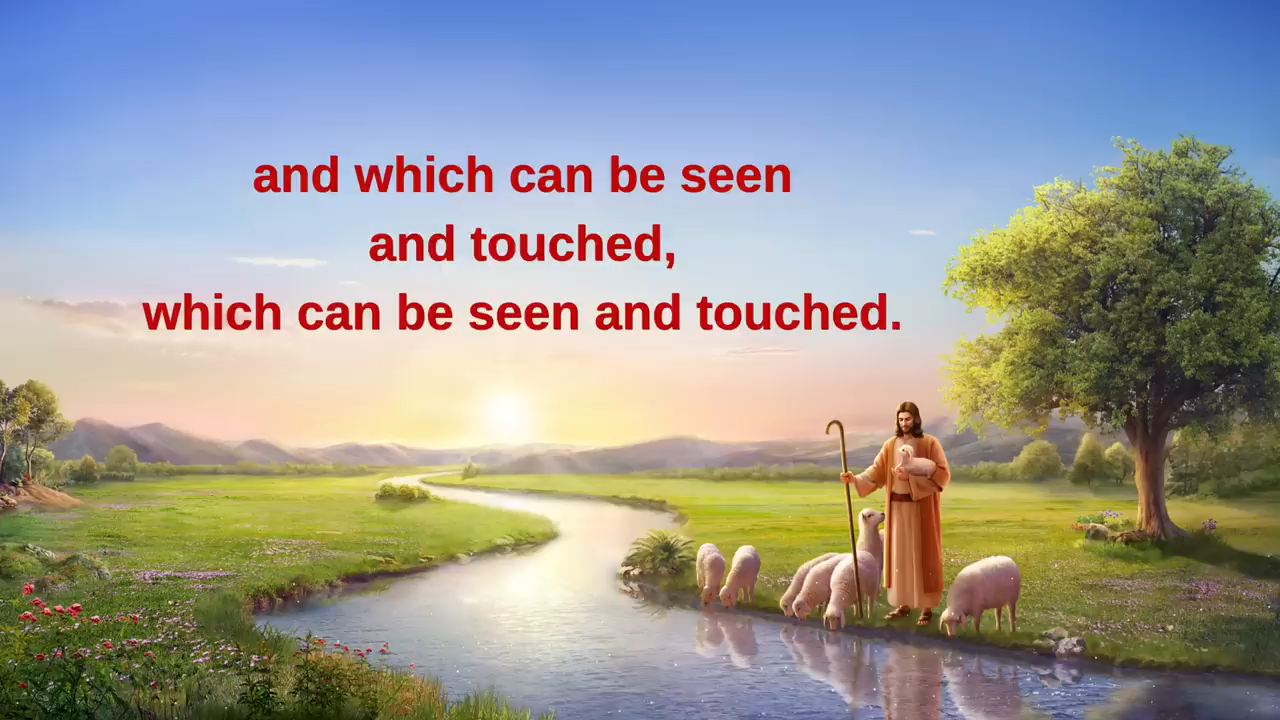 and which can be seen
and touched,
which can be seen and touched.